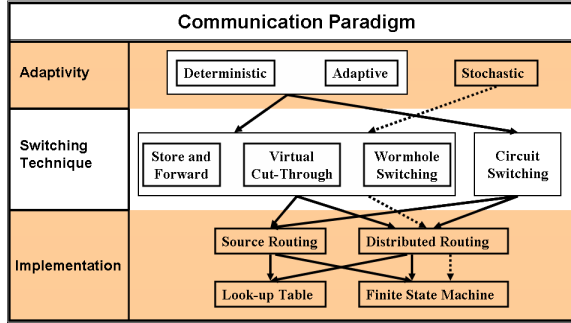 Communication Paradigm
Adaptivity
Deterministic
Adaptive
Stochastic
Switching
Technique
Store and
Forward
Virtual
Cut-Through
Wormhole
Switching
Circuit
Switching
Implementation
Source Routing
Distributed Routing
Look-up Table
Finite State Machine